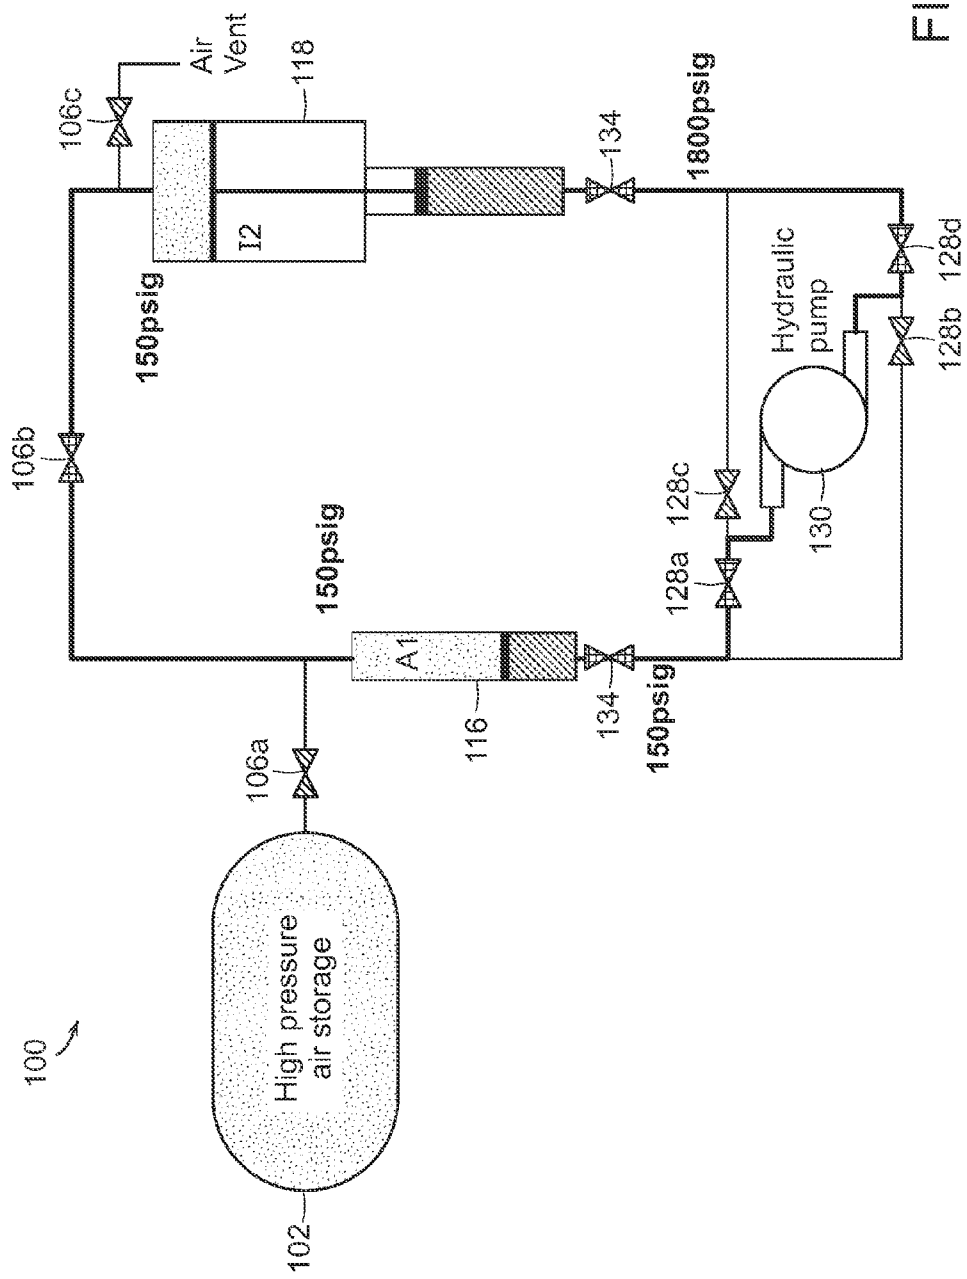 100
106b
106c
Air
Vent
150psig
I2
118
106a
102
High pressure
air storage
150psig
A1
116
134
134
150psig
1800psig
128a
128c
Hydraulic
pump
130
128b
128d
FI